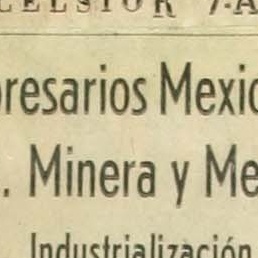 CELSIOR 7-A
presarios Mexic
. Minera y Me
Industrialización